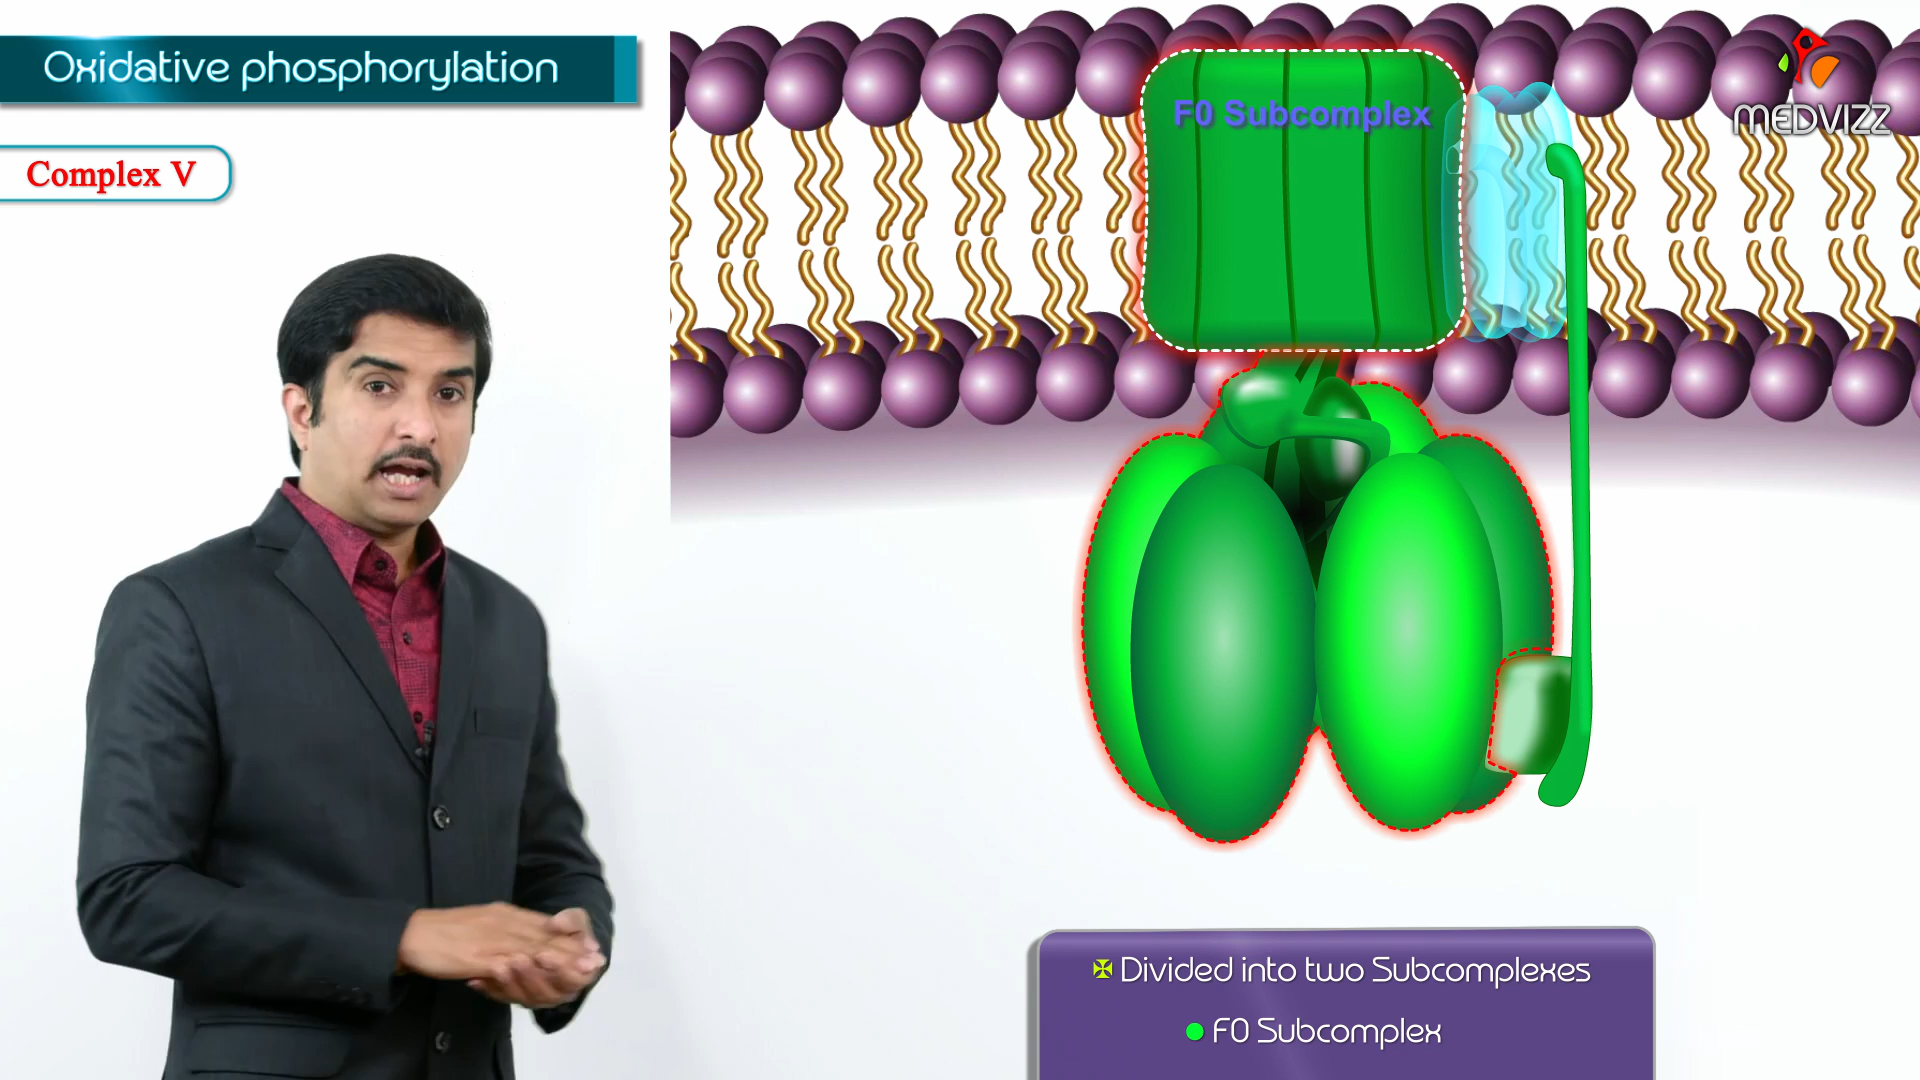 Oxidative phosphorylation
Complex V
F0 Subcomplex
MEDVIZZ
Divided into two Subcomplexes
F0 Subcomplex